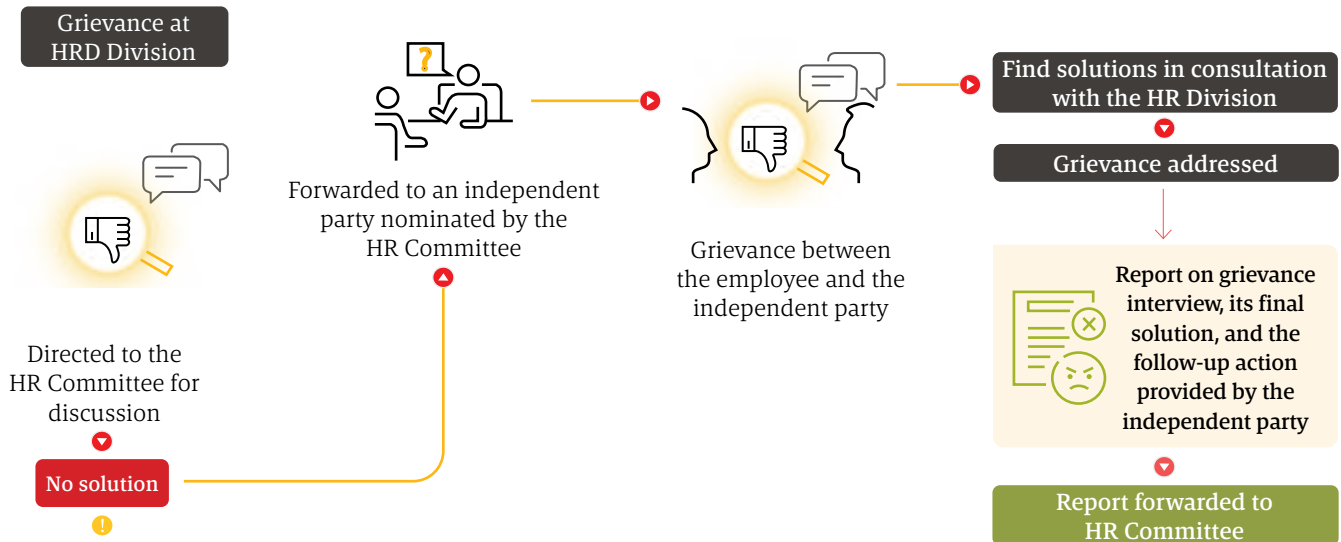 Grievance at
HRD Division
Directed to the
HR Committee for
discussion
No solution
!
?
Forwarded to an independent
party nominated by the
HR Committee
Grievance between
the employee and the
independent party
Find solutions in consultation
with the HR Division
Grievance addressed
Report on grievance
interview, its final
solution, and the
follow-up action
provided by the
independent party
Report forwarded to
HR Committee